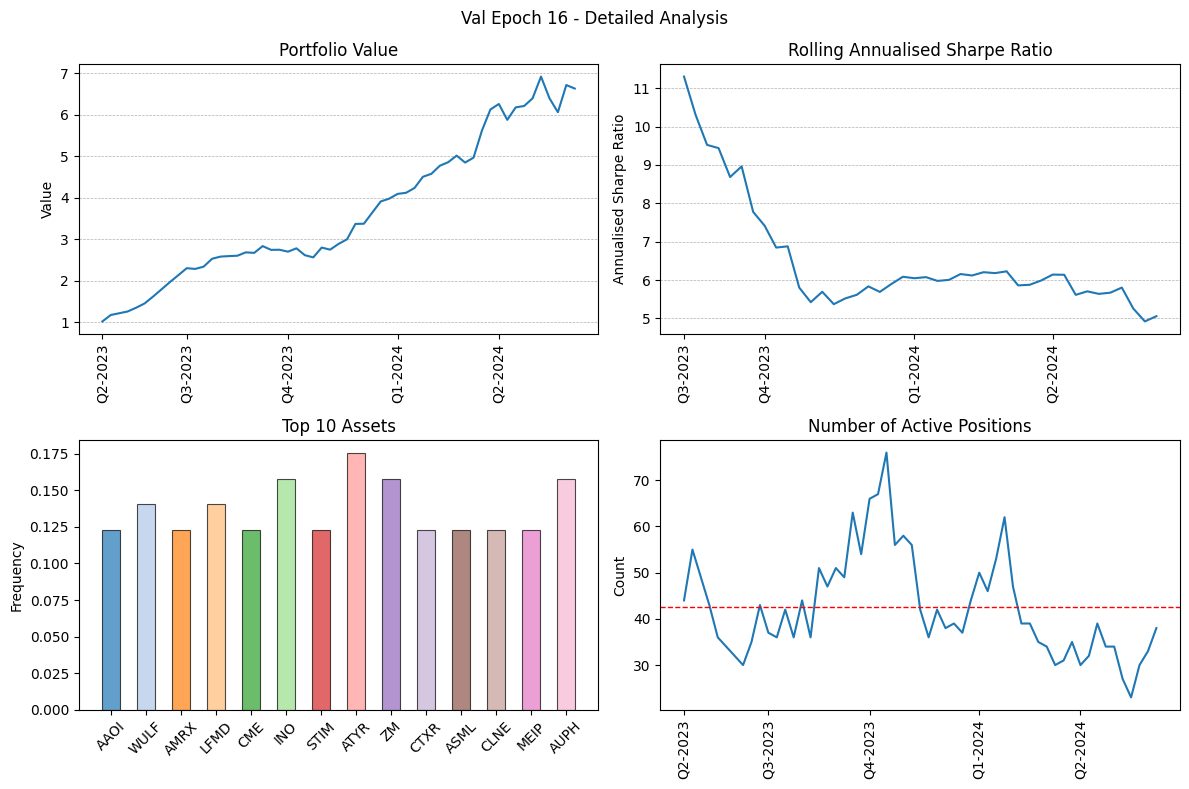 Val Epoch 16 - Detailed Analysis
Portfolio Value
Value
7
6
5
4
3
2
1
Q2-2023
Q3-2023
Q4-2023
Q1-2024
Q2-2024
Rolling Annualised Sharpe Ratio
Annualised Sharpe Ratio
11
10
9
8
7
6
5
Q3-2023
Q4-2023
Q1-2024
Q2-2024
Top 10 Assets
Frequency
0.175
0.150
0.125
0.100
0.075
0.050
0.025
0.000
AAOI
WULF
AMRX
LFMD
CME
INO
STIM
ATYR
ZM
CTXR
ASML
CLNE
MEIP
AUPH
Number of Active Positions
Count
70
60
50
40
30
Q2-2023
Q3-2023
Q4-2023
Q1-2024
Q2-2024